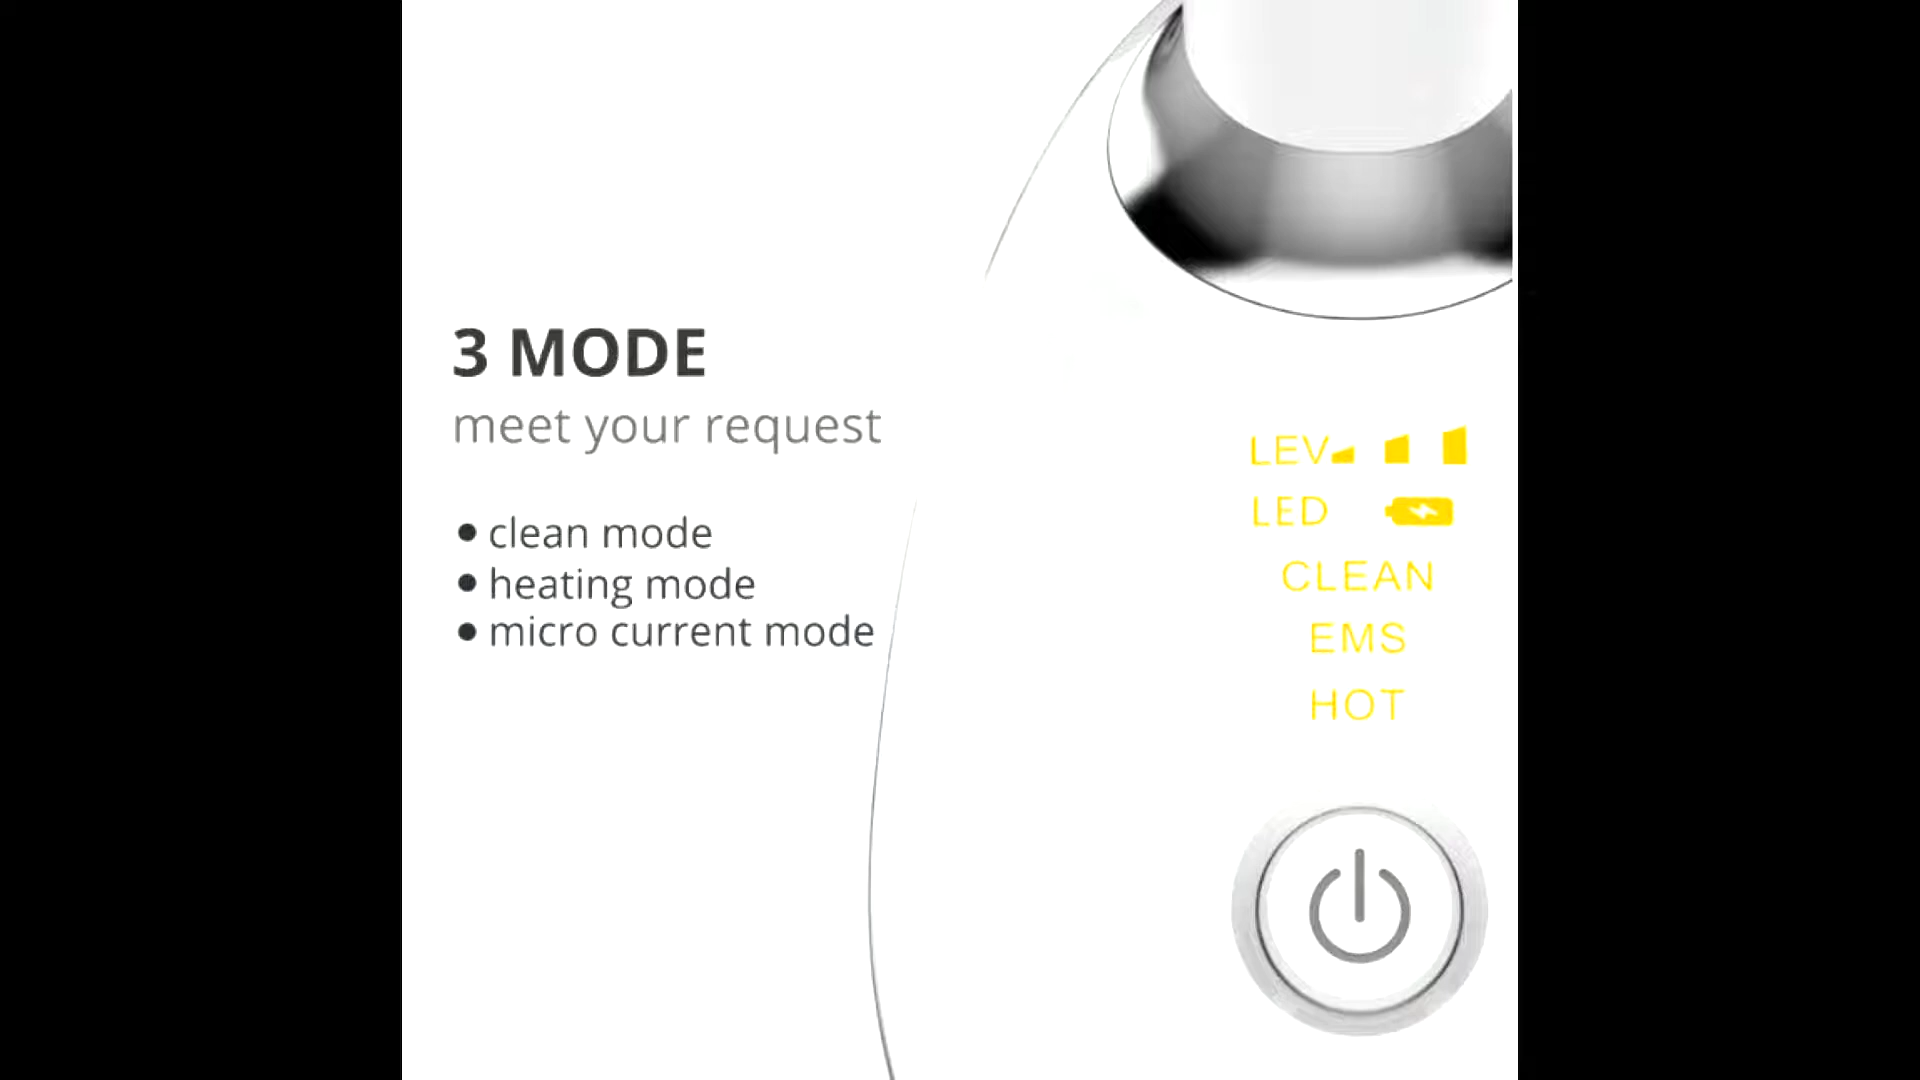 3 MODE
meet your request
● clean mode
● heating mode
● micro current mode
LEV
LED
CLEAN
EMS
HOT